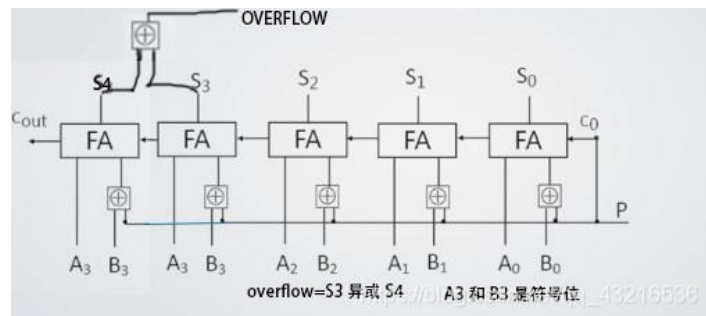 OVERFLOW
S4 S3 S2 S1 S0
Cout FA FA FA FA FA C0
P
A3 B3 A3 B3 A2 B2 A1 B1 A0 B0
overflow=S3 异或 S4 A3 和 B3 是符号位